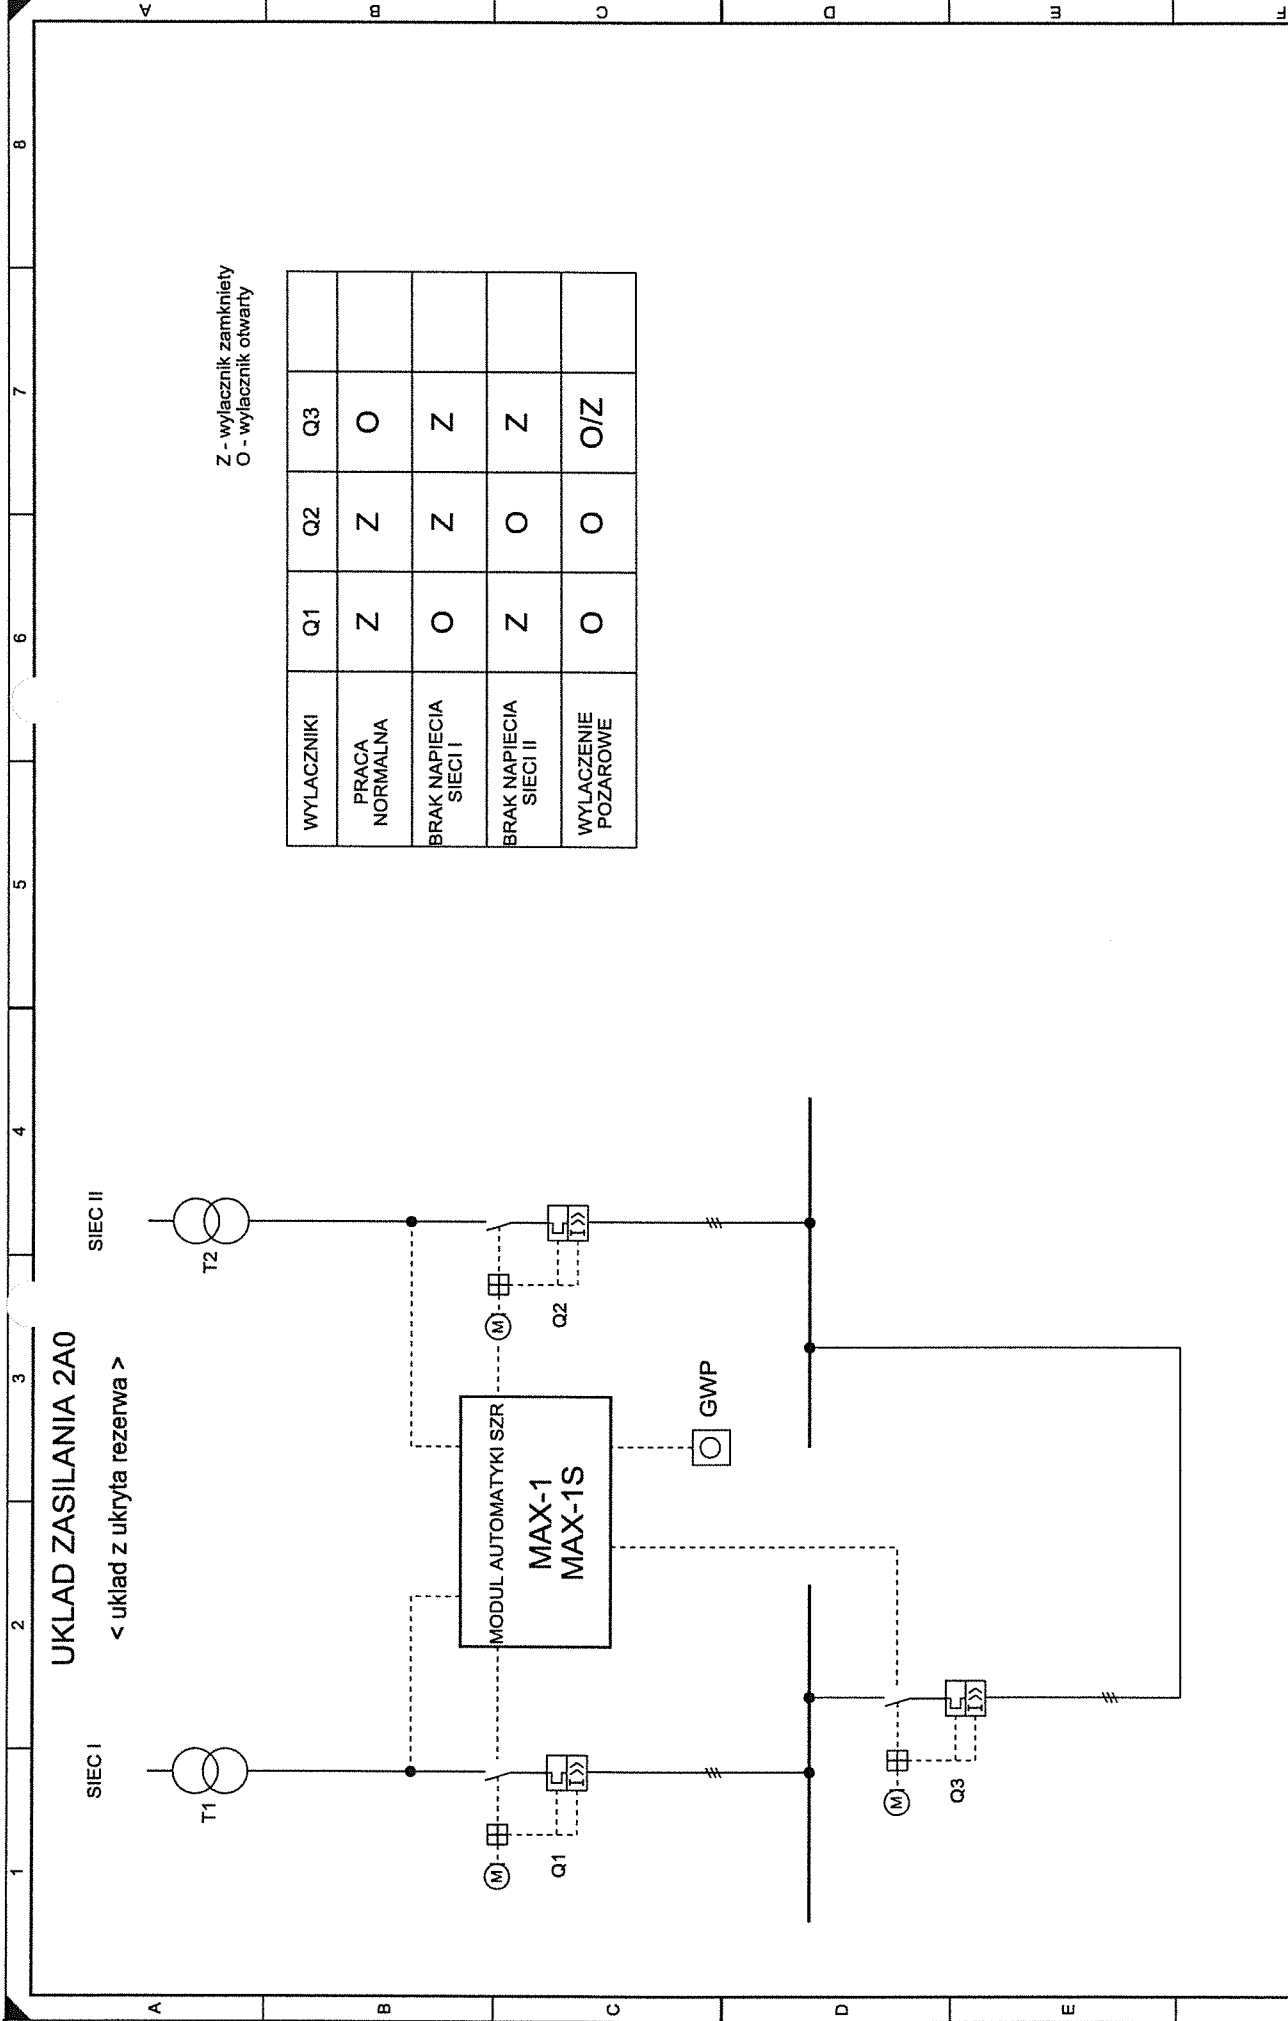 1 2 3 4 5 6 7 8
A
B
C
D
E
A
B
C
D
E
F
UKLAD ZASILANIA 2A0
< uklad z ukryta rezerwa >
SIEC I
SIEC II
T1
T2
MODUL AUTOMATYKI SZR
MAX-1
MAX-1S
M
Q1
I>>
M
Q2
I>>
GWP
M
Q3
I>>
Z - wylacznik zamkniety
O - wylacznik otwarty
WYLACZNIKI Q1 Q2 Q3
PRACA
NORMALNA Z Z O
BRAK NAPIECIA
SIECI I O Z Z
BRAK NAPIECIA
SIECI II Z O Z
WYLACZENIE
POZAROWE O O O/Z